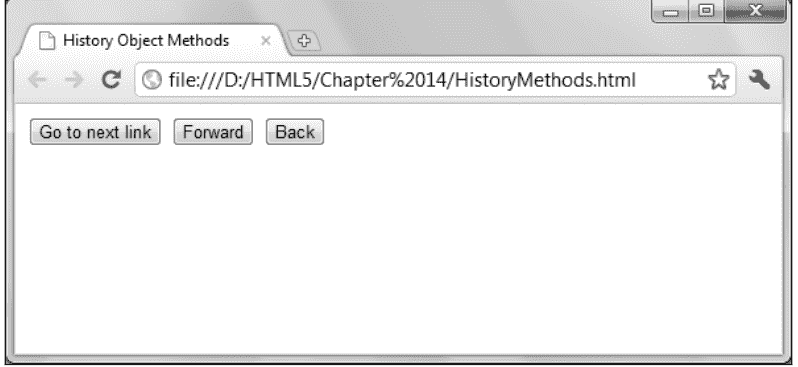 History Object Methods
file:///D:/HTML5/Chapter%2014/HistoryMethods.html
Go to next link Forward Back